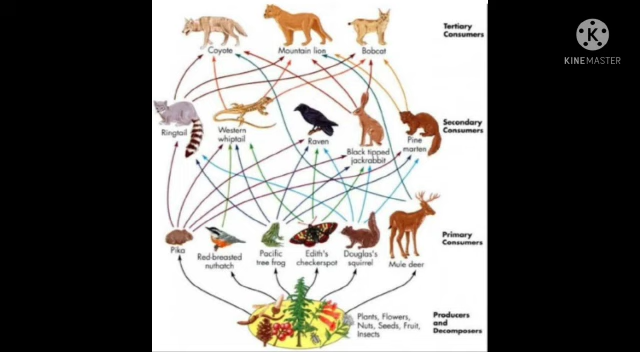 Tertiary
Consumers
Coyote
Mountain lion
Bobcat
K
KINEMASTER
Secondary
Consumers
Ringtail
Western
whiptail
Raven
Black tipped
jackrabbit
Pine
marten
Primary
Consumers
Pika
Red-breasted
nuthatch
Pacific
tree frog
Edith's
checkerspot
Douglas's
squirrel
Mule deer
Plants, Flowers,
Nuts, Seeds, Fruit,
Insects
Producers
and
Decomposers